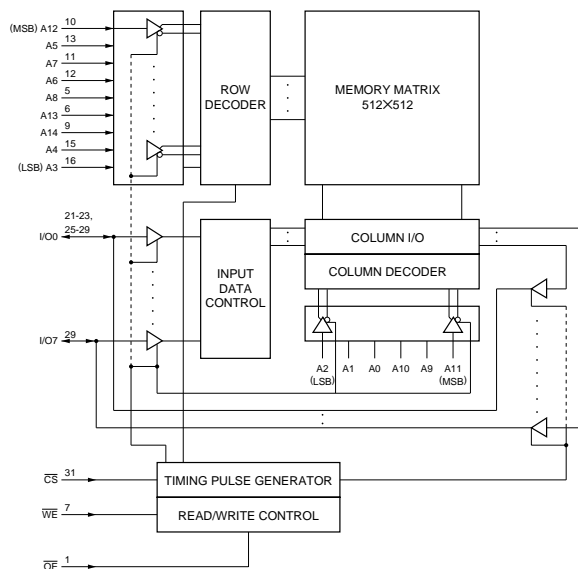 (MSB) A12 10
A5 13
A7 11
A6 12
A8 5
A13 6
A14 9
A4 15
(LSB) A3 16
ROW
DECODER
MEMORY MATRIX
512X512
21-23,
I/O0 25-29
INPUT
DATA
CONTROL
COLUMN I/O
COLUMN DECODER
I/O7 29
A2 A1 A0 A10 A9 A11
(LSB) (MSB)
CS 31
TIMING PULSE GENERATOR
WE 7
READ/WRITE CONTROL
OE 1